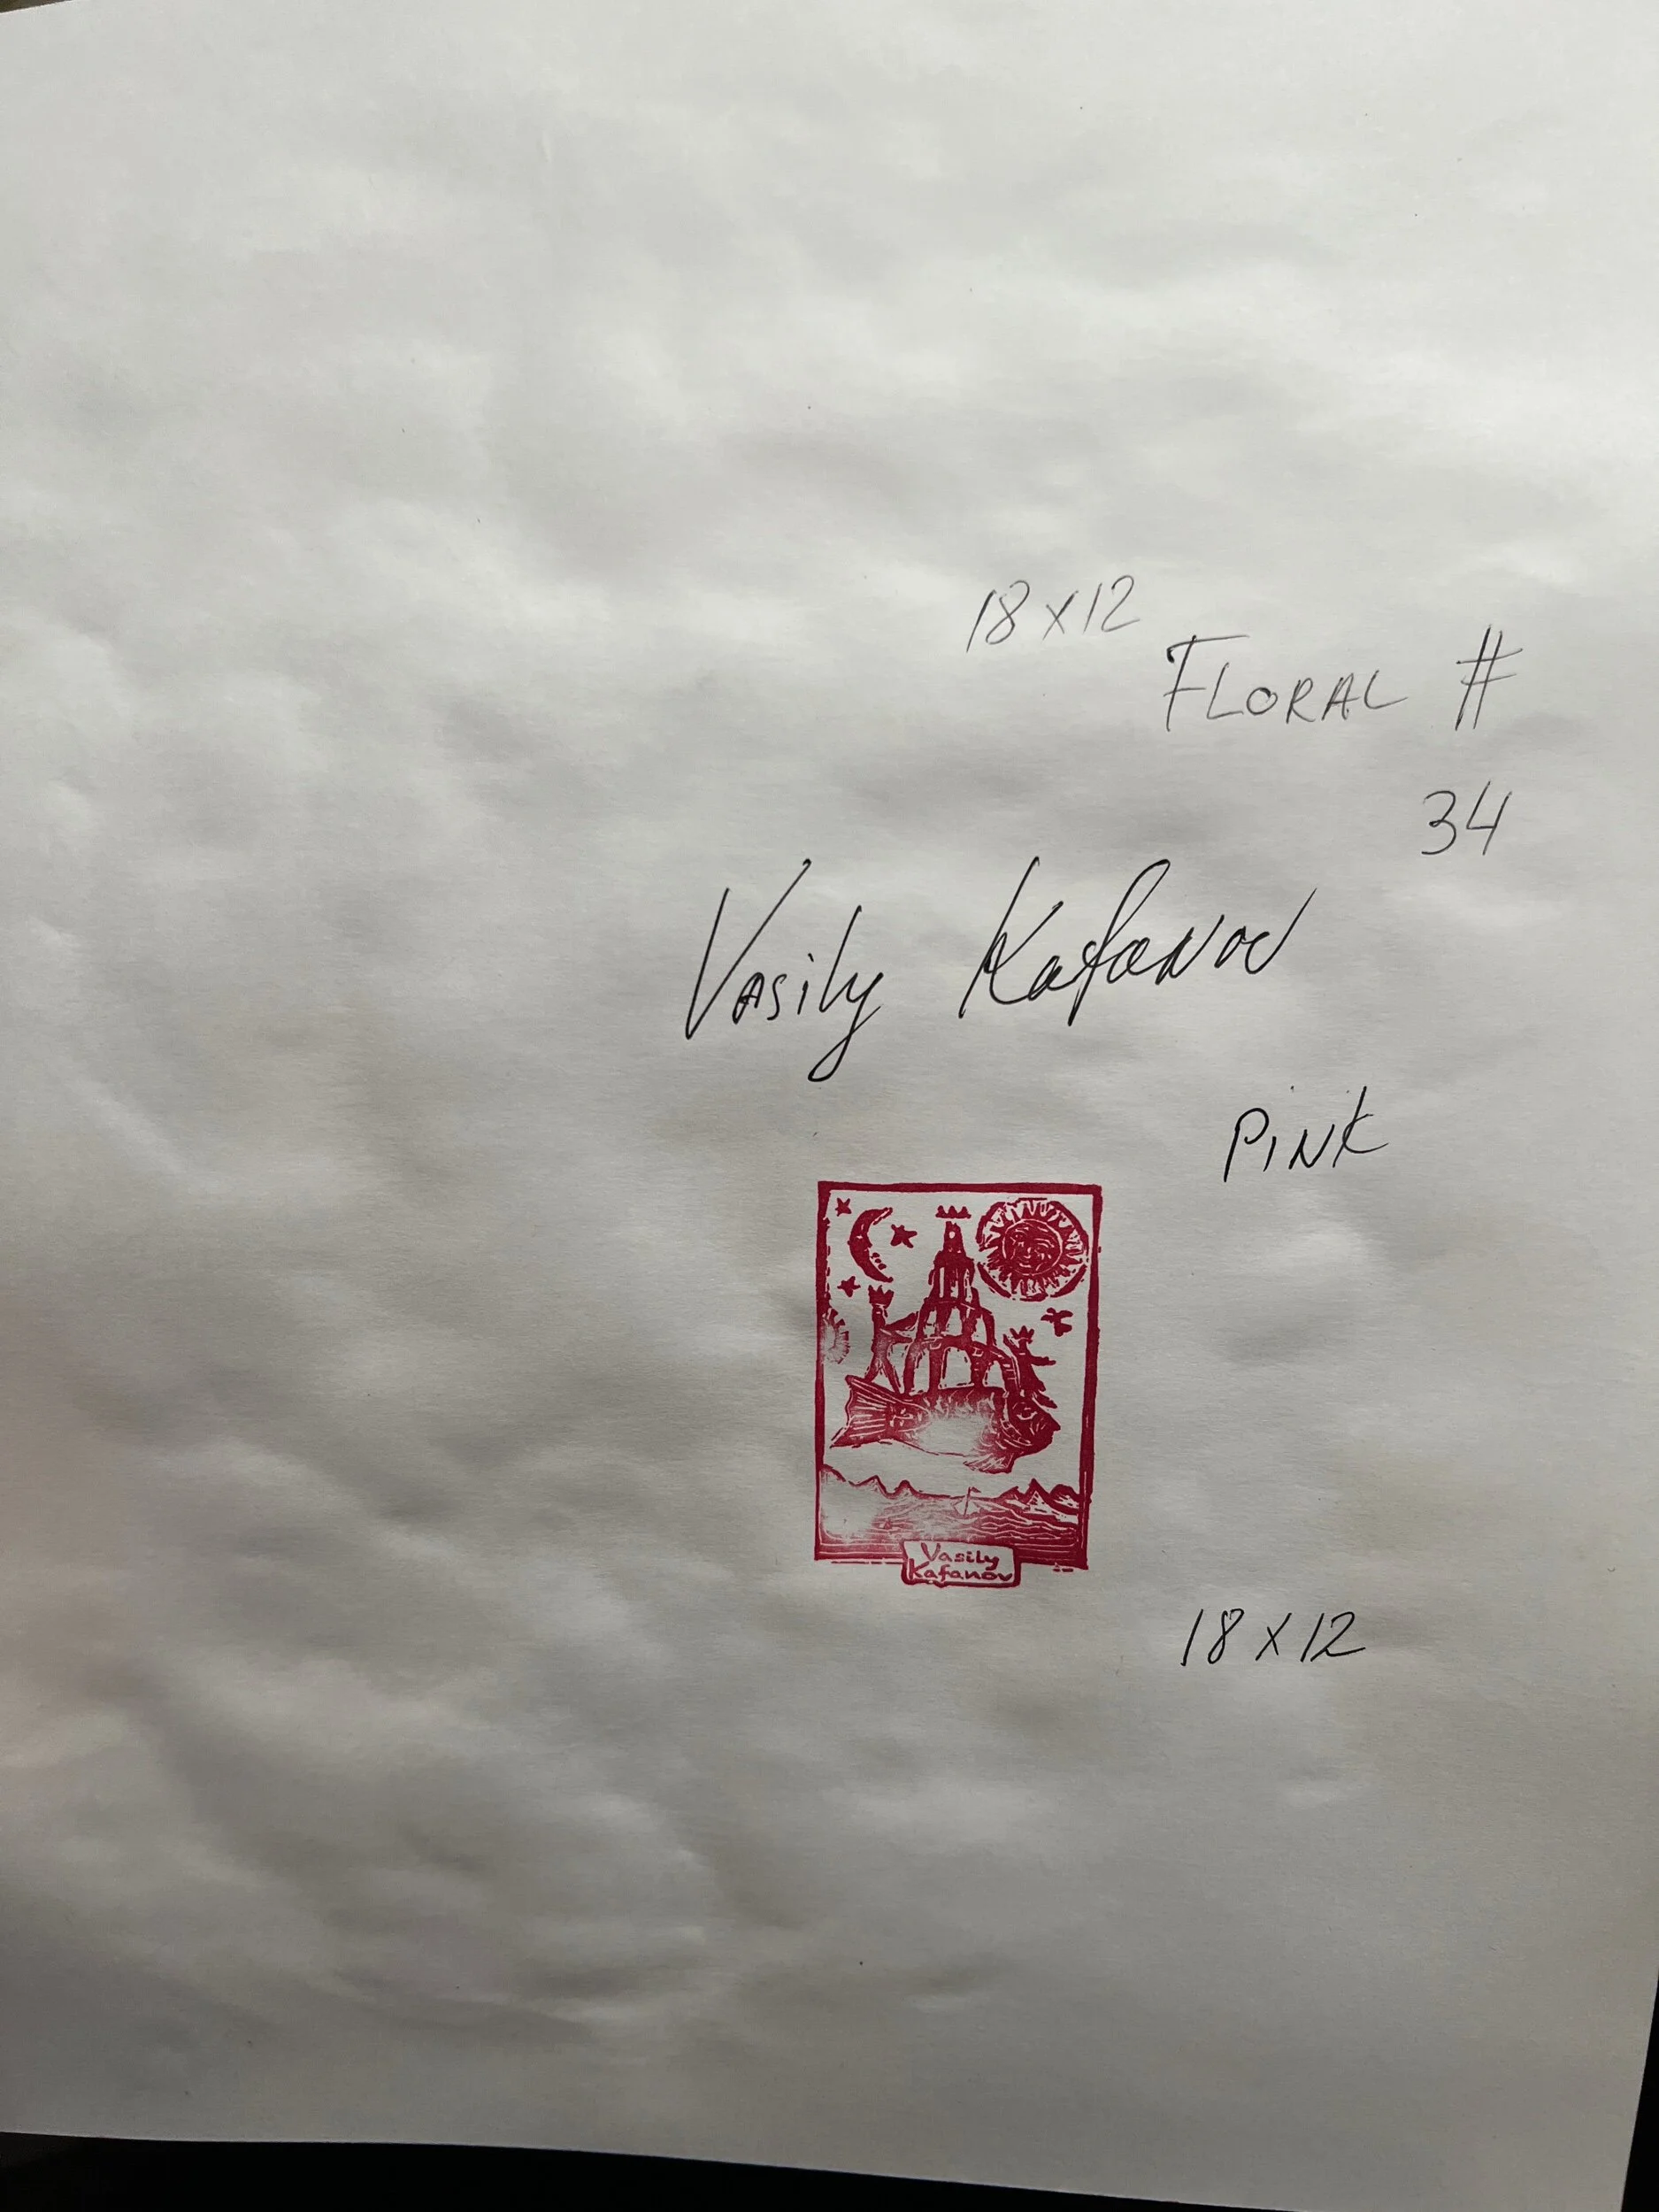 18 x 12
FLORAL #
34
Vasily Kafanov
PINK
Vasily
Kafanov
18 x 12